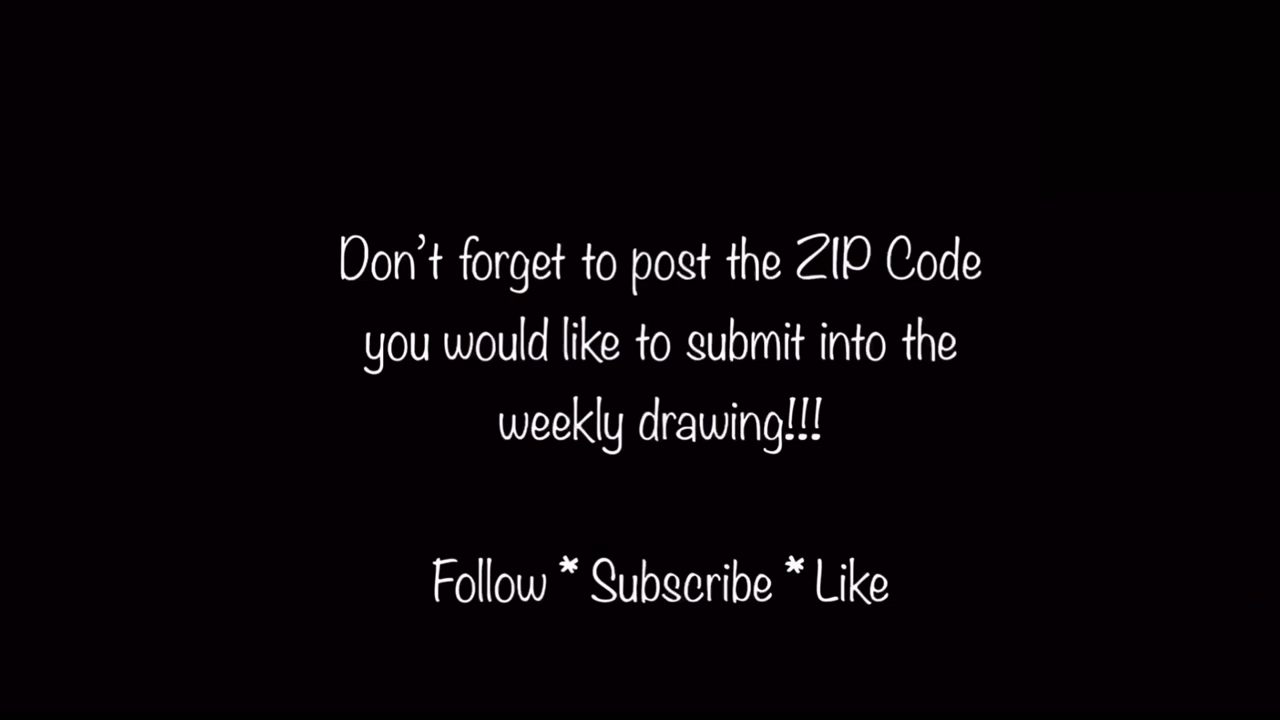 Don't forget to post the ZIP Code
you would like to submit into the
weekly drawing!!!
Follow * Subscribe * Like